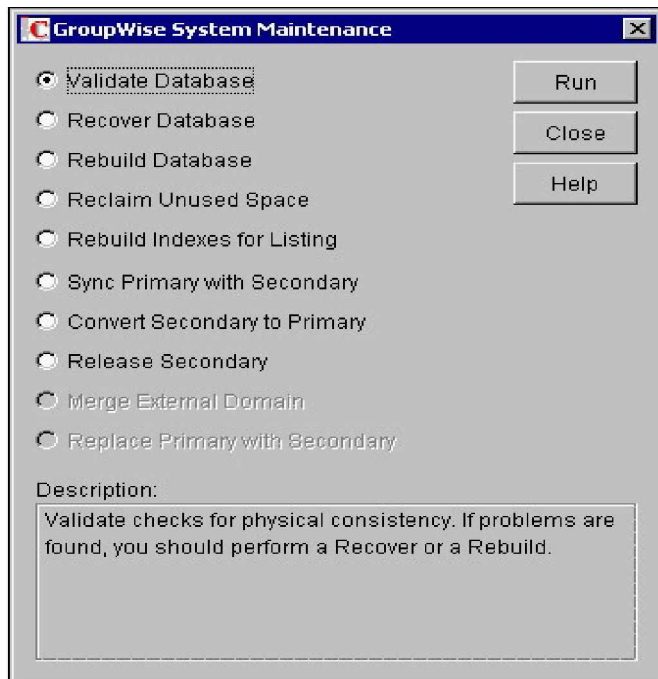 GroupWise System Maintenance
Validate Database
Run
Recover Database
Close
Rebuild Database
Help
Reclaim Unused Space
Rebuild Indexes for Listing
Sync Primary with Secondary
Convert Secondary to Primary
Release Secondary
Merge External Domain
Replace Primary with Secondary
Description:
Validate checks for physical consistency. If problems are
found, you should perform a Recover or a Rebuild.